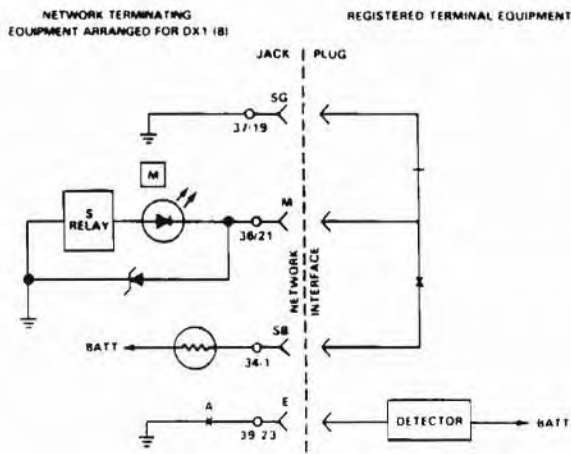 NETWORK TERMINATING
EQUIPMENT ARRANGED FOR DX1 (B)
REGISTERED TERMINAL EQUIPMENT
JACK PLUG
SG
37/19
M
S
RELAY
M
36/21
NETWORK
INTERFACE
SB
BATT
34-1
A
E
39-23
DETECTOR
BATT